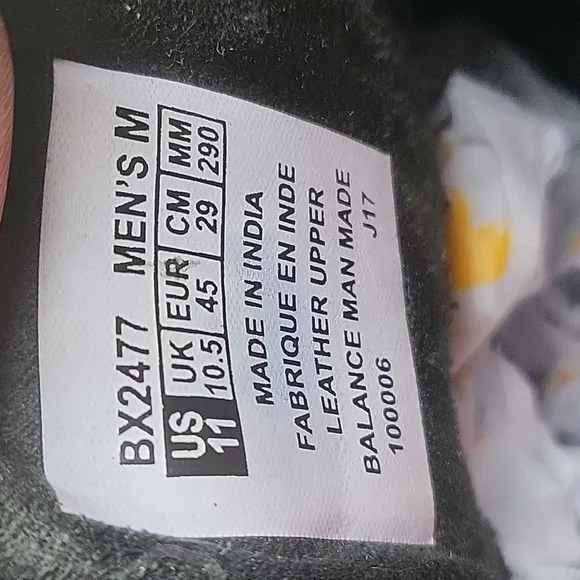 BX2477 MEN'S M
US UK EUR CM MM
11 10.5 45 29 290
MADE IN INDIA
FABRIQUE EN INDE
LEATHER UPPER
BALANCE MAN MADE
100006 J17